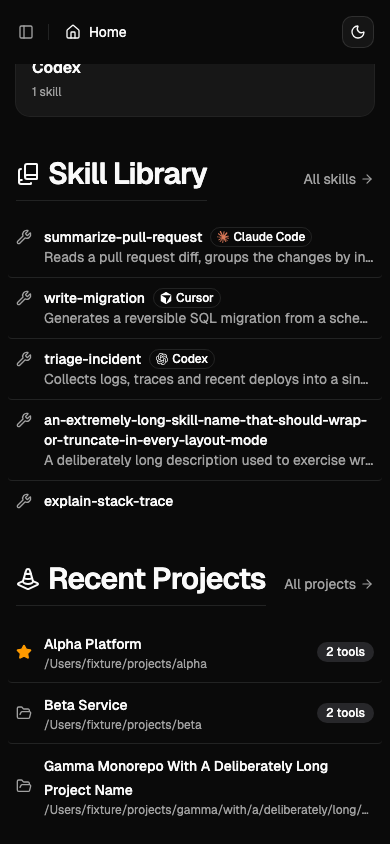 Home
Codex
1 skill
Skill Library
All skills →
summarize-pull-request Claude Code
Reads a pull request diff, groups the changes by in...
write-migration Cursor
Generates a reversible SQL migration from a sche...
triage-incident Codex
Collects logs, traces and recent deploys into a sin...
an-extremely-long-skill-name-that-should-wrap-
or-truncate-in-every-layout-mode
A deliberately long description used to exercise wr...
explain-stack-trace
Recent Projects
All projects →
Alpha Platform
2 tools
/Users/fixture/projects/alpha
Beta Service
2 tools
/Users/fixture/projects/beta
Gamma Monorepo With A Deliberately Long
Project Name
/Users/fixture/projects/gamma/with/a/deliberately/long/...